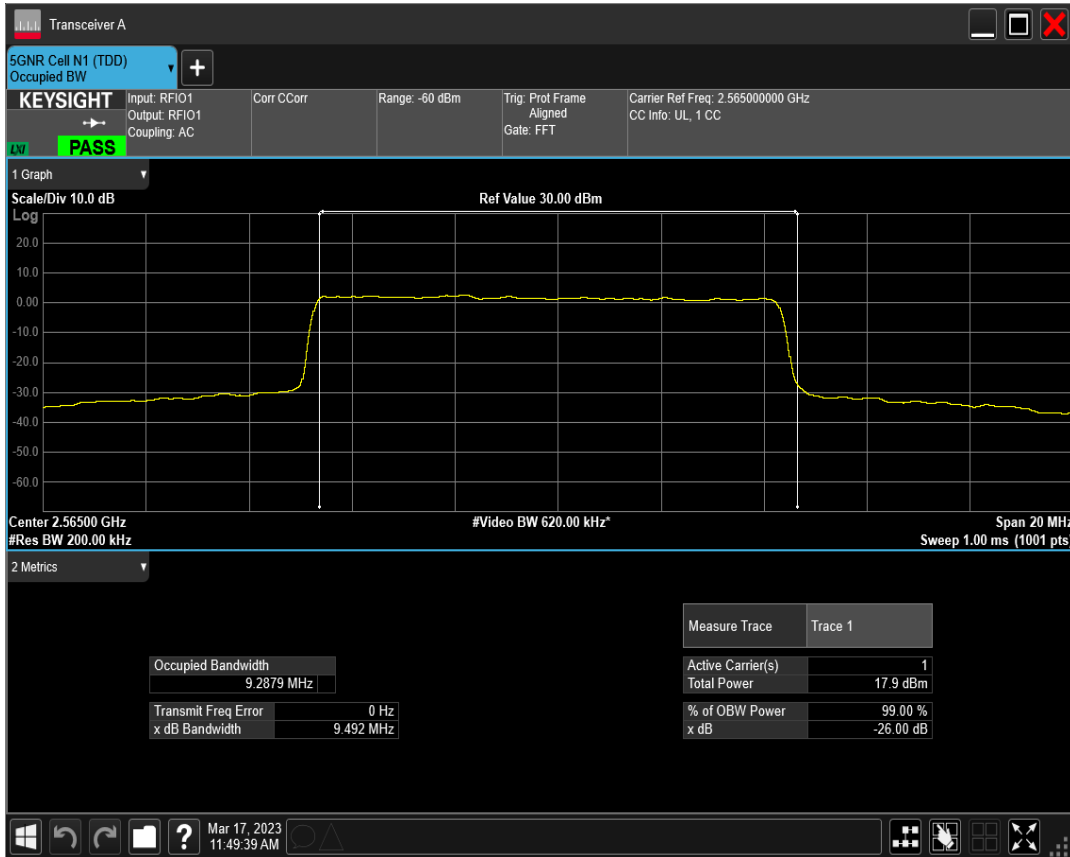 Transceiver A
5GNR Cell N1 (TDD)
Occupied BW
+
KEYSIGHT
LXI
PASS
Input: RFIO1
Output: RFIO1
Coupling: AC
Corr CCorr
Range: -60 dBm
Trig: Prot Frame
Aligned
Gate: FFT
Carrier Ref Freq: 2.565000000 GHz
CC Info: UL, 1 CC
1 Graph
Scale/Div 10.0 dB
Ref Value 30.00 dBm
Log
20.0
10.0
0.00
-10.0
-20.0
-30.0
-40.0
-50.0
-60.0
Center 2.56500 GHz
#Video BW 620.00 kHz*
Span 20 MHz
#Res BW 200.00 kHz
Sweep 1.00 ms (1001 pts)
2 Metrics
Measure Trace Trace 1
Occupied Bandwidth
9.2879 MHz
Active Carrier(s) 1
Total Power 17.9 dBm
Transmit Freq Error 0 Hz
x dB Bandwidth 9.492 MHz
% of OBW Power 99.00 %
x dB -26.00 dB
?
Mar 17, 2023
11:49:39 AM